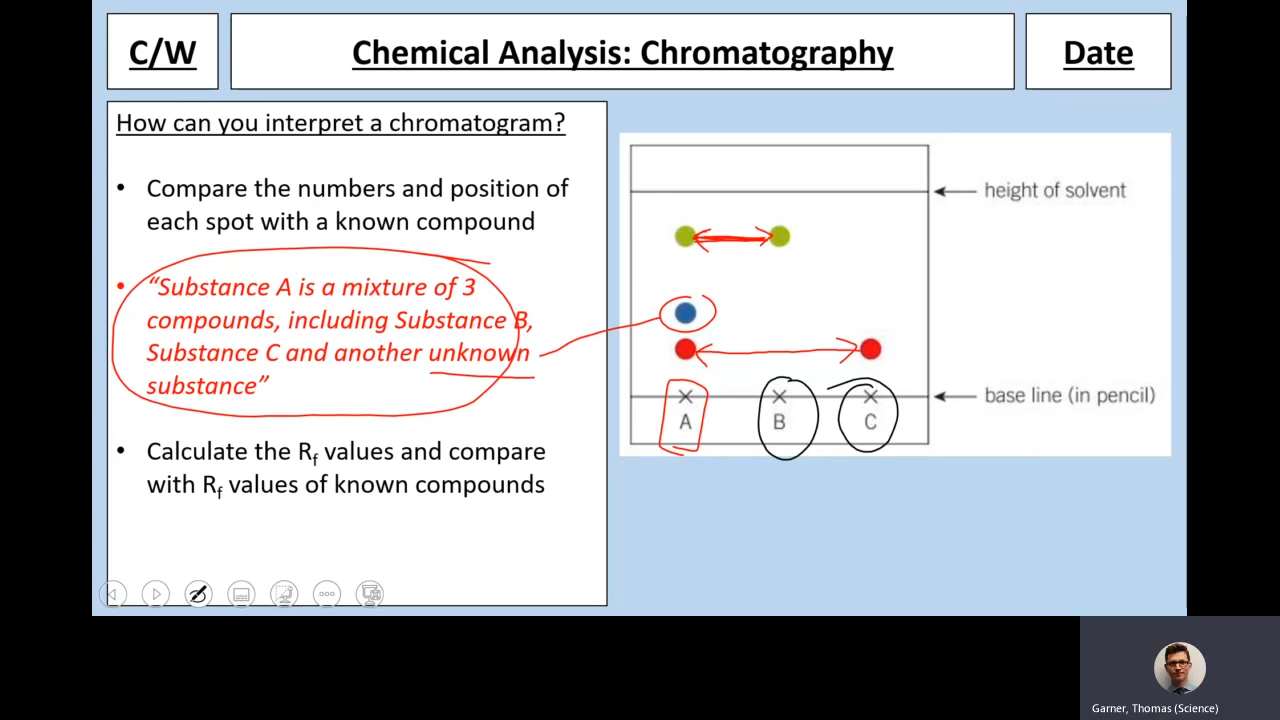 C/W
Chemical Analysis: Chromatography
Date
How can you interpret a chromatogram?
• Compare the numbers and position of
each spot with a known compound
• “Substance A is a mixture of 3
compounds, including Substance B,
Substance C and another unknown
substance”
• Calculate the Rf values and compare
with Rf values of known compounds
height of solvent
base line (in pencil)
A B C
Garner, Thomas (Science)